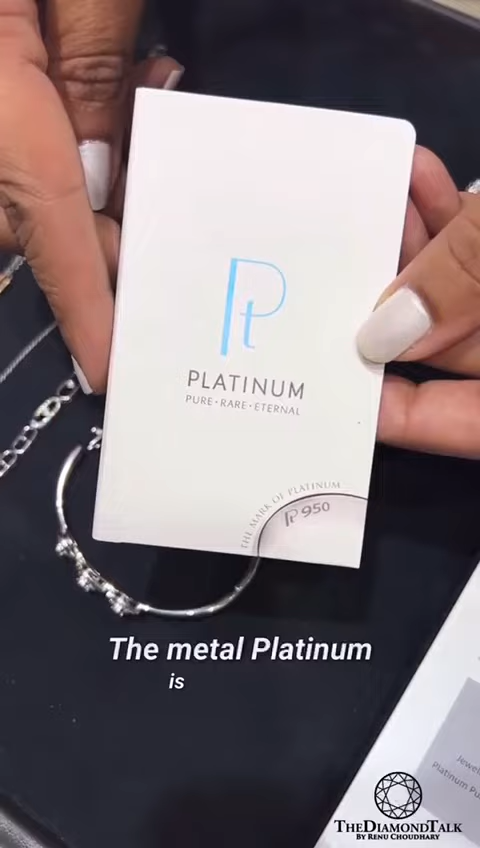 Pt
PLATINUM
PURE • RARE • ETERNAL
THE MARK OF PLATINUM
Pt 950
The metal Platinum
is
Platinum
THEDIAMONDTALK
BY RENU CHOUDHARY